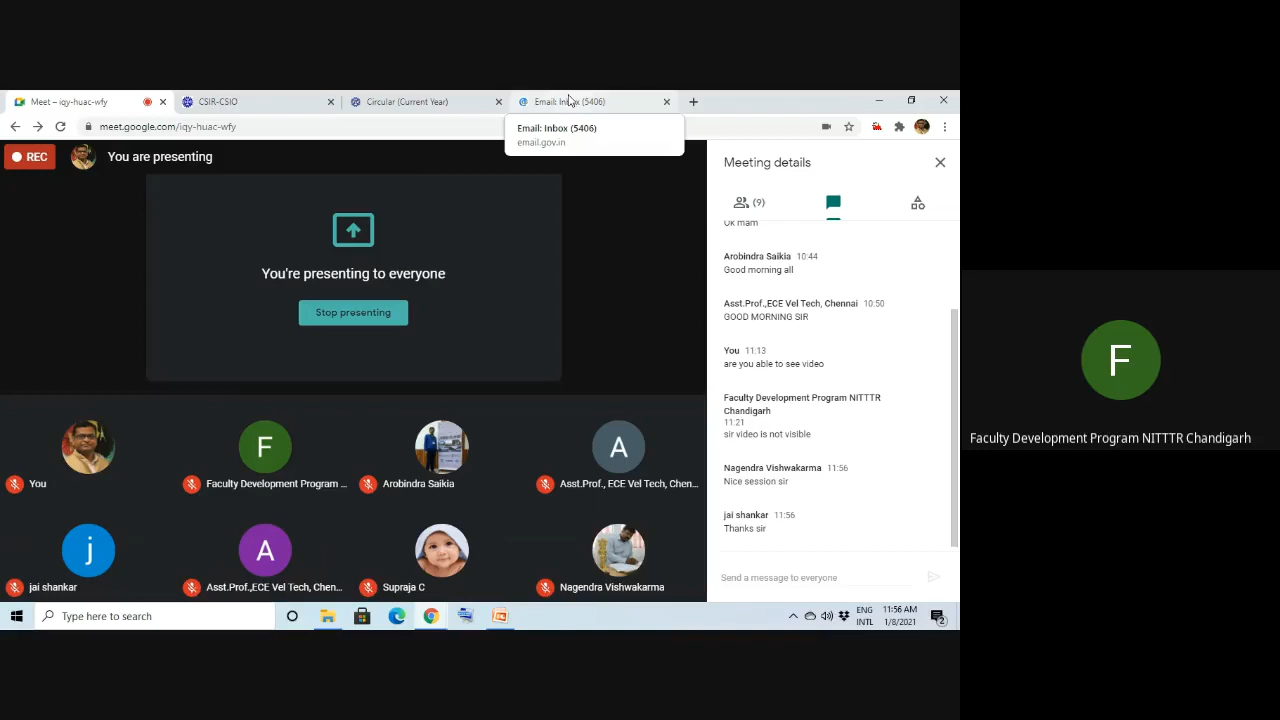 Meet – iqy-huac-wfy
CSIR-CSIO
Circular (Current Year)
Email: Inbox (5406)
meet.google.com/iqy-huac-wfy
Email: Inbox (5406)
email.gov.in
REC
You are presenting
You're presenting to everyone
Stop presenting
You
F
Faculty Development Program ...
Arobindra Saikia
A
Asst.Prof., ECE Vel Tech, Chen...
j
jai shankar
A
Asst.Prof.,ECE Vel Tech, Chen...
Supraja C
Nagendra Vishwakarma
Meeting details
(9)
Ok mam
Arobindra Saikia 10:44
Good morning all
Asst.Prof.,ECE Vel Tech, Chennai 10:50
GOOD MORNING SIR
You 11:13
are you able to see video
Faculty Development Program NITTTR
Chandigarh
11:21
sir video is not visible
Nagendra Vishwakarma 11:56
Nice session sir
jai shankar 11:56
Thanks sir
Send a message to everyone
Type here to search
ENG
INTL
11:56 AM
1/8/2021
2
F
Faculty Development Program NITTTR Chandigarh